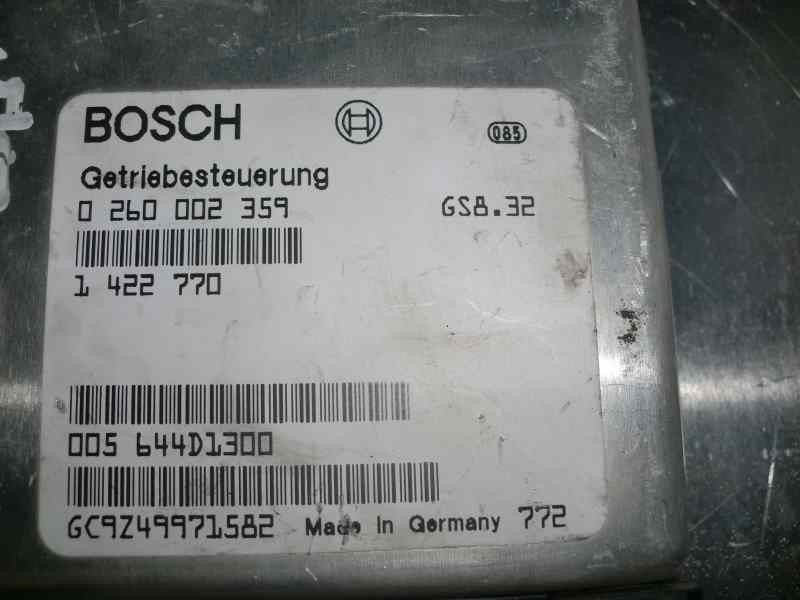 BOSCH
085
Getriebesteuerung
0 260 002 359 GS8.32
1 422 770
005 644D1300
GC9Z49971582 Made in Germany 772